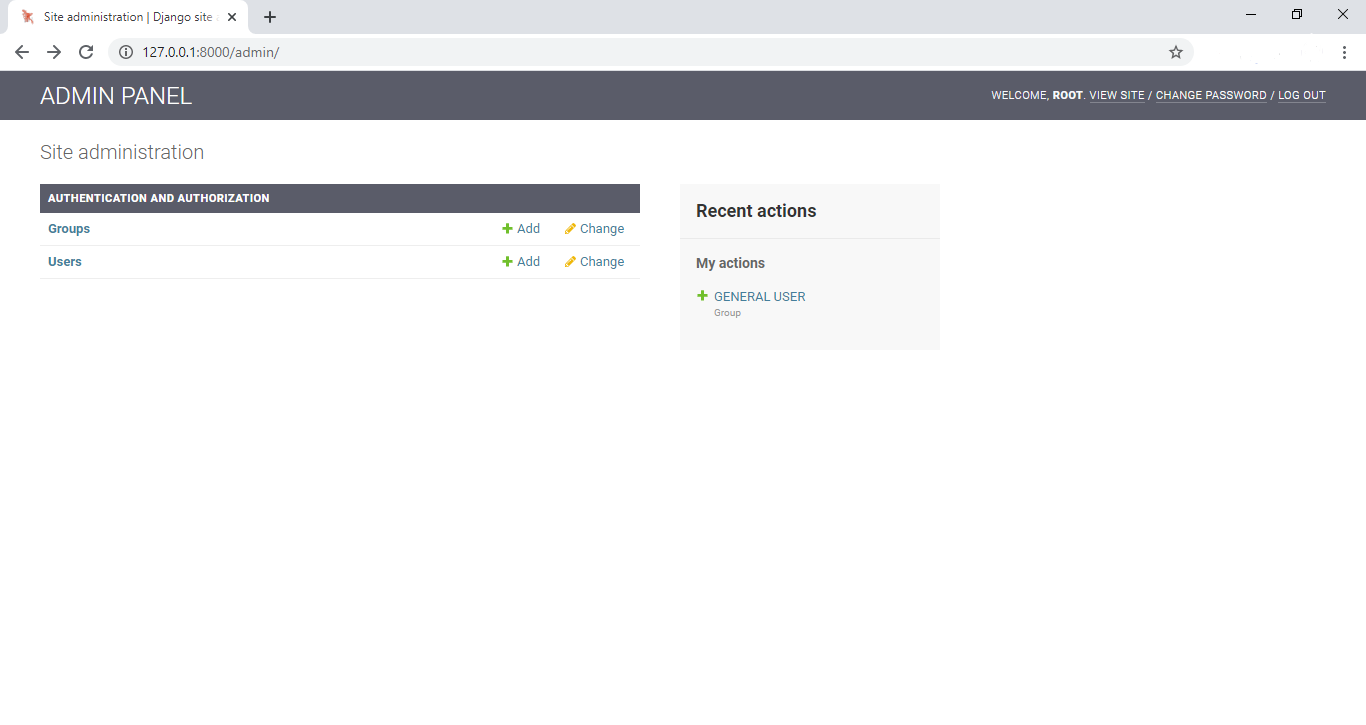 Site administration | Django site
127.0.0.1:8000/admin/
ADMIN PANEL
WELCOME, ROOT. VIEW SITE / CHANGE PASSWORD / LOG OUT
Site administration
AUTHENTICATION AND AUTHORIZATION
Groups Add Change
Users Add Change
Recent actions
My actions
GENERAL USER
Group